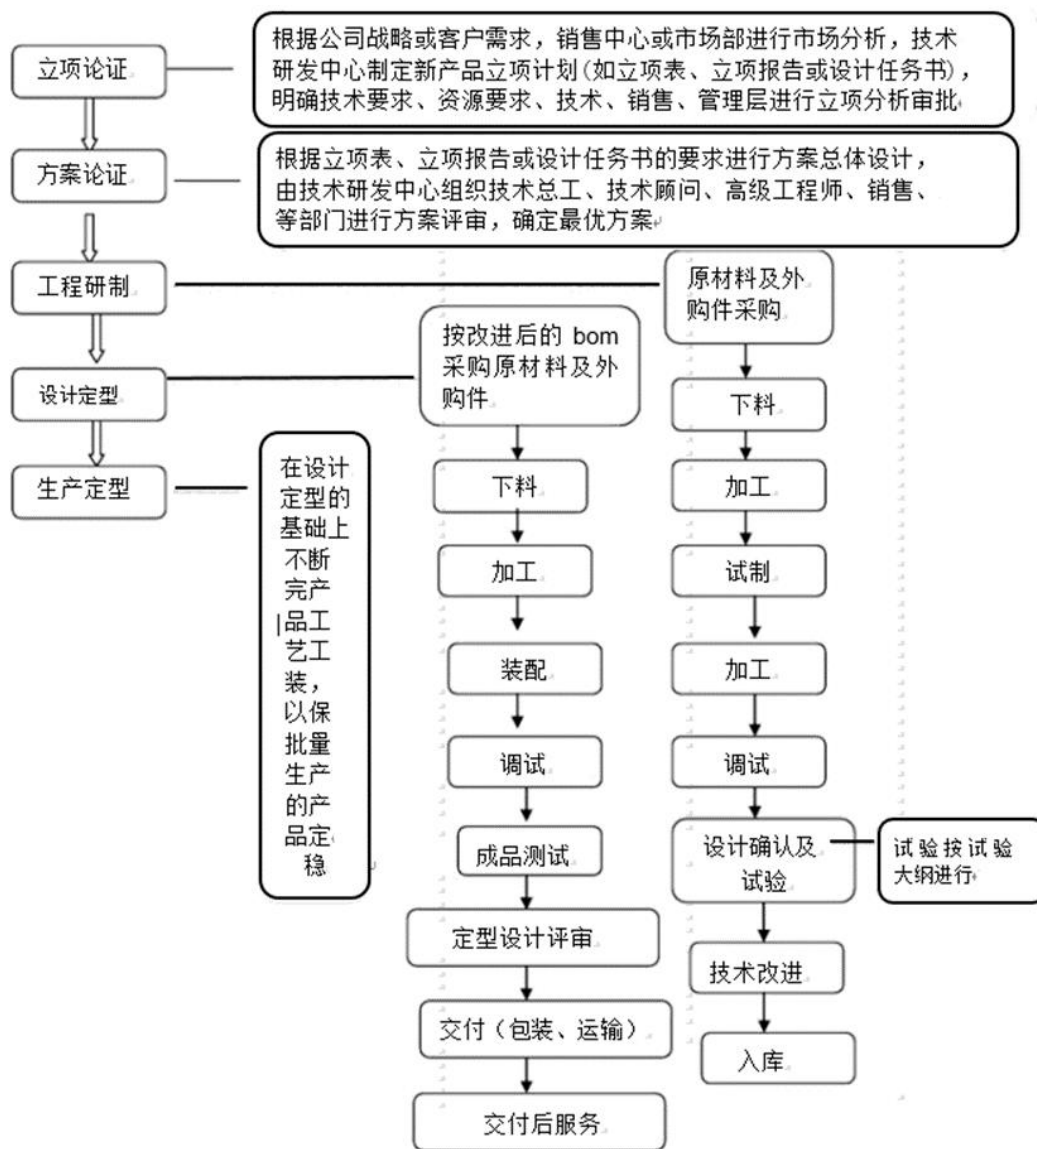 立项论证
根据公司战略或客户需求，销售中心或市场部进行市场分析，技术
研发中心制定新产品立项计划(如立项表、立项报告或设计任务书)，
明确技术要求、资源要求、技术、销售、管理层进行立项分析审批
方案论证
根据立项表、立项报告或设计任务书的要求进行方案总体设计，
由技术研发中心组织技术总工、技术顾问、高级工程师、销售、
等部门进行方案评审，确定最优方案
工程研制
原材料及外
购件采购
下料
加工
试制
加工
调试
设计确认及
试验
试验按试验
大纲进行
技术改进
入库
设计定型
按改进后的 bom
采购原材料及外
购件
下料
加工
装配
调试
成品测试
定型设计评审
交付（包装、运输）
交付后服务
生产定型
在设计
定型的
基础上
不断
完产
品工
艺工
装，
以保
批量
生产
的产
品定
稳